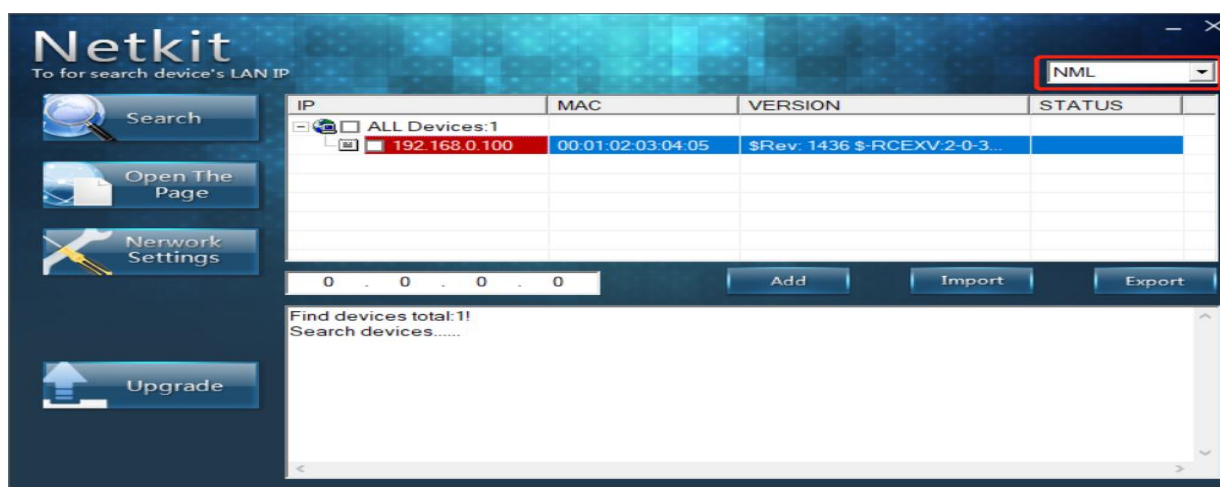 Netkit
To for search device's LAN IP
NML
Search
Open The
Page
Nerwork
Settings
Upgrade
IP MAC VERSION STATUS
ALL Devices:1
192.168.0.100 00:01:02:03:04:05 $Rev: 1436 $-RCEXV:2-0-3...
0 . 0 . 0 . 0 Add Import Export
Find devices total:1!
Search devices......